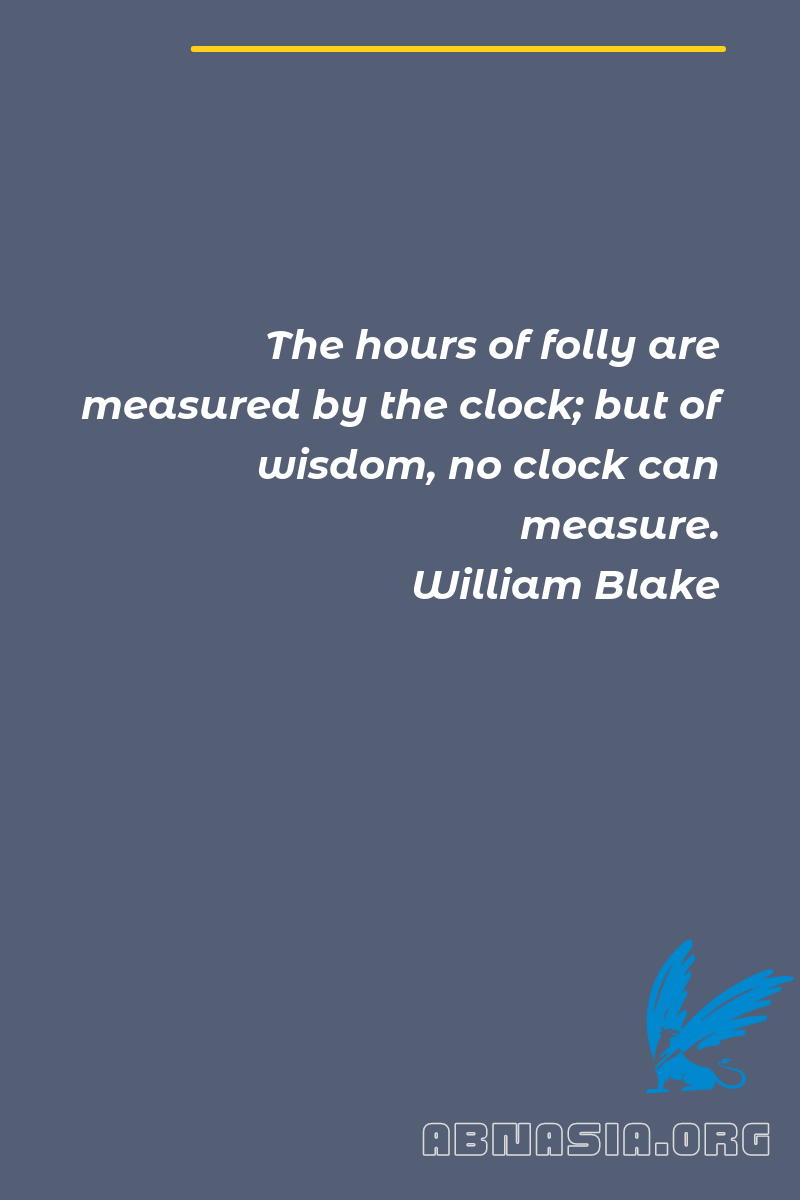 The hours of folly are
measured by the clock; but of
wisdom, no clock can
measure.
William Blake
ABNASIA.ORG